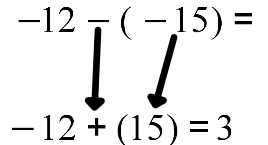 −12 − ( −15) =
−12 + (15) = 3